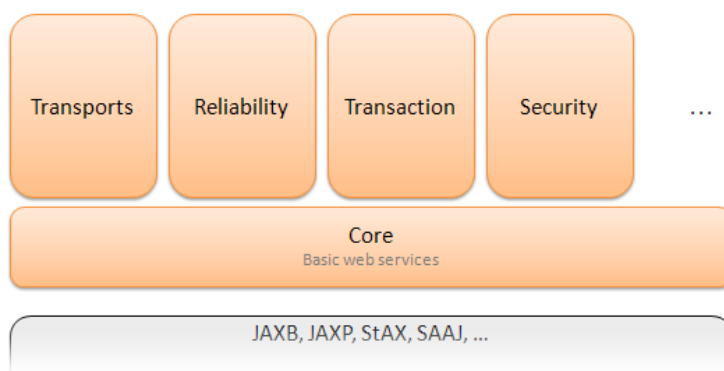 Transports
Reliability
Transaction
Security
...
Core
Basic web services
JAXB, JAXP, StAX, SAAJ, ...